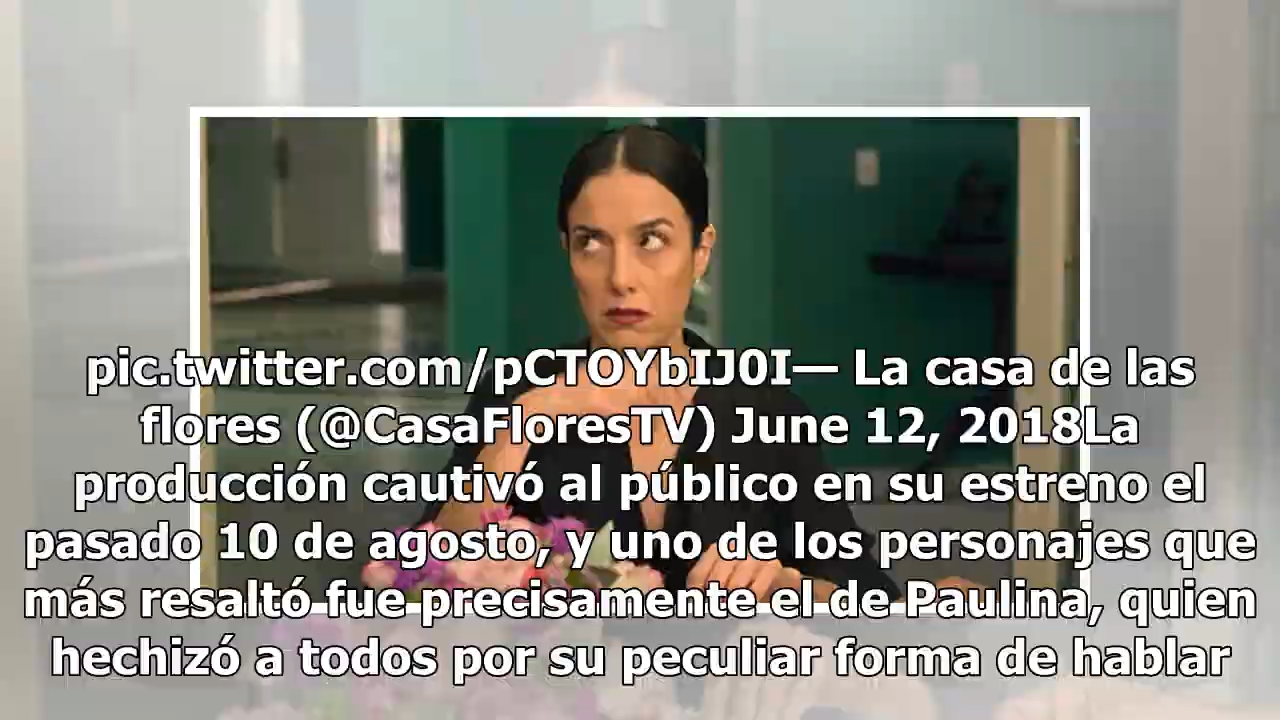 pic.twitter.com/pCTOYbIJ0I— La casa de las
flores (@CasaFloresTV) June 12, 2018La
producción cautivó al público en su estreno el
pasado 10 de agosto, y uno de los personajes que
más resaltó fue precisamente el de Paulina, quien
hechizó a todos por su peculiar forma de hablar